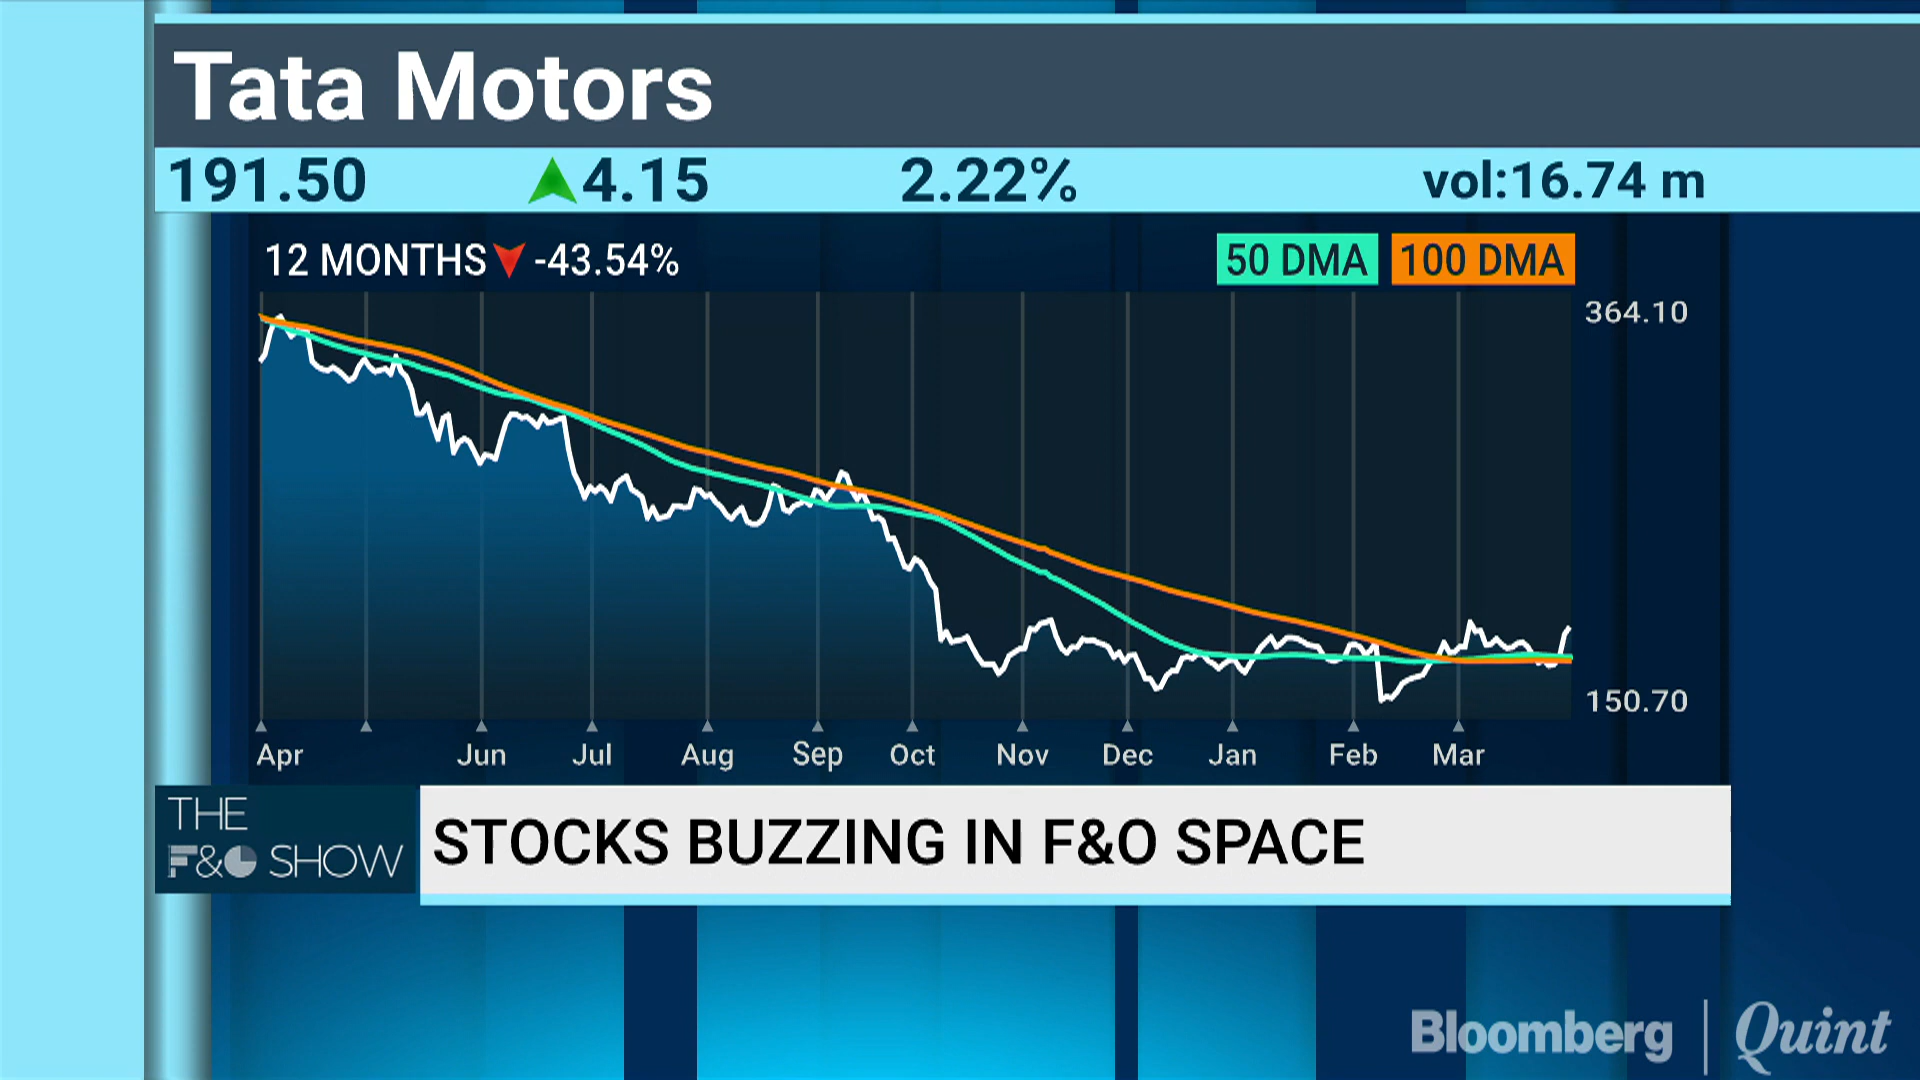 Tata Motors
191.50 4.15 2.22% vol:16.74 m
12 MONTHS -43.54% 50 DMA 100 DMA
364.10
150.70
Apr Jun Jul Aug Sep Oct Nov Dec Jan Feb Mar
THE
F&O SHOW
STOCKS BUZZING IN F&O SPACE
Bloomberg | Quint